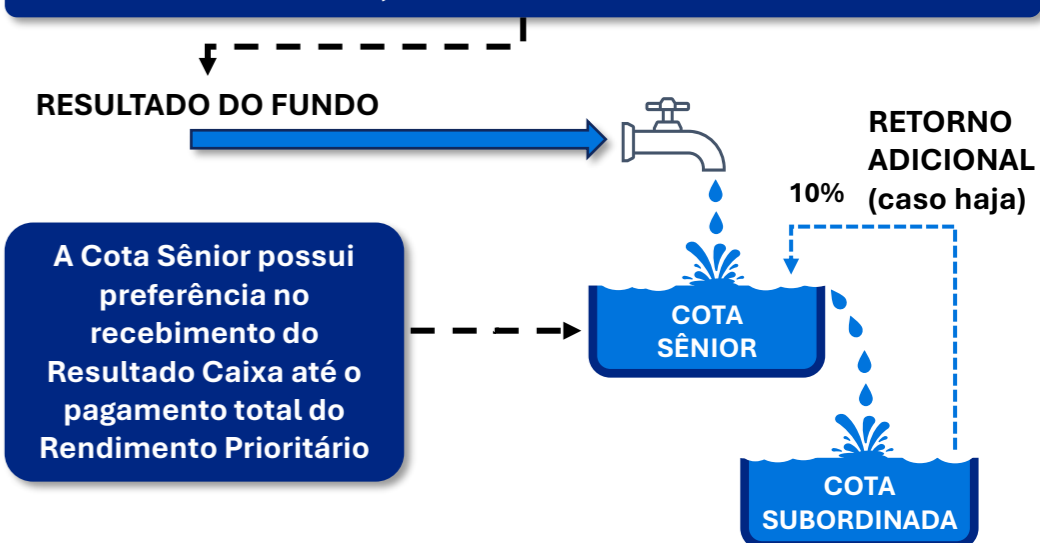 RESULTADO DO FUNDO
RETORNO
ADICIONAL
(caso haja)
10%
A Cota Sênior possui
preferência no
recebimento do
Resultado Caixa até o
pagamento total do
Rendimento Prioritário
COTA
SÊNIOR
COTA
SUBORDINADA